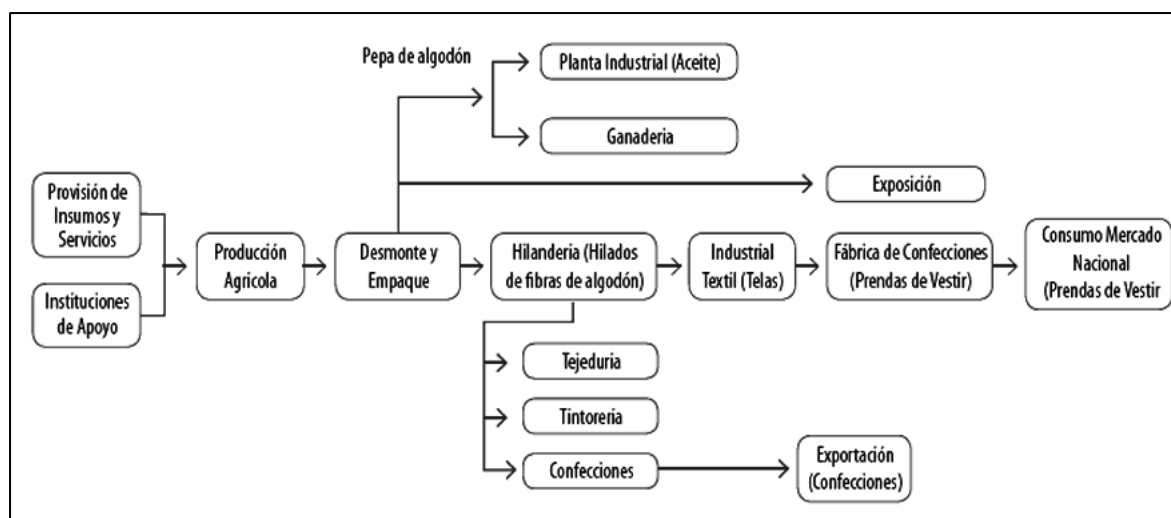 Pepa de algodón
Planta Industrial (Aceite)
Ganaderia
Exposición
Provisión de
Insumos y
Servicios
Instituciones
de Apoyo
Producción
Agricola
Desmonte y
Empaque
Hilanderia (Hilados
de fibras de algodón)
Industrial
Textil (Telas)
Fábrica de Confecciones
(Prendas de Vestir)
Consumo Mercado
Nacional
(Prendas de Vestir
Tejeduria
Tintoreria
Confecciones
Exportación
(Confecciones)